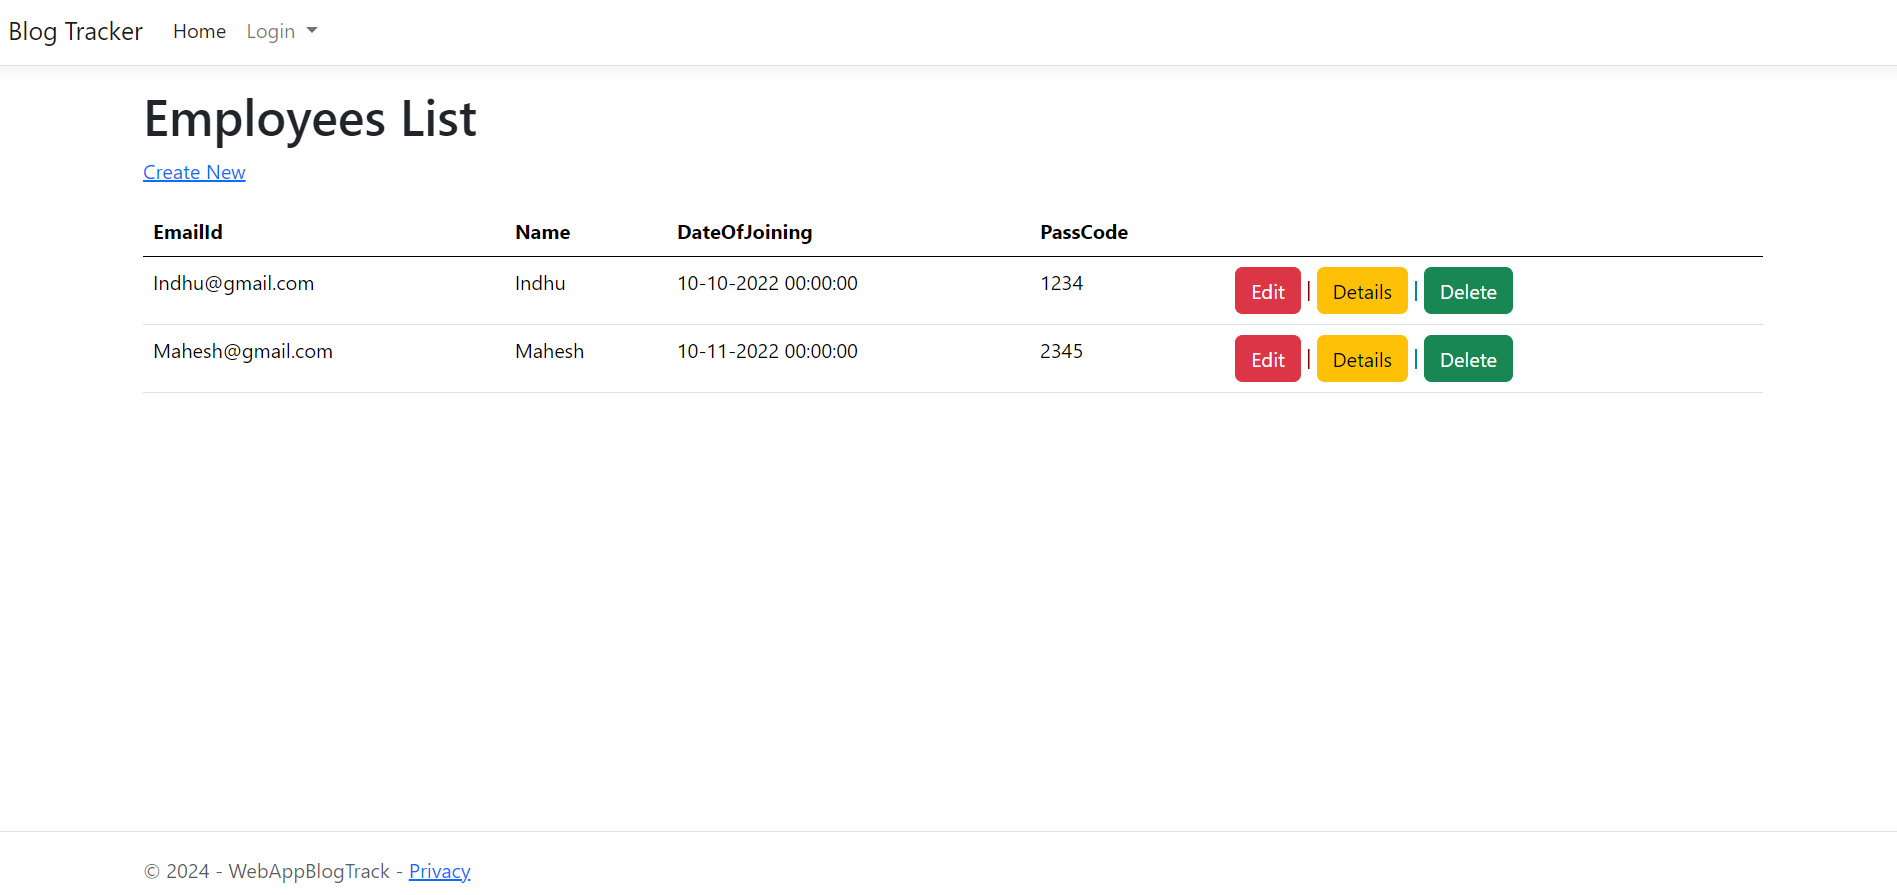 Blog Tracker Home Login
Employees List
Create New
EmailId Name DateOfJoining PassCode
Indhu@gmail.com Indhu 10-10-2022 00:00:00 1234 Edit | Details | Delete
Mahesh@gmail.com Mahesh 10-11-2022 00:00:00 2345 Edit | Details | Delete
© 2024 - WebAppBlogTrack - Privacy